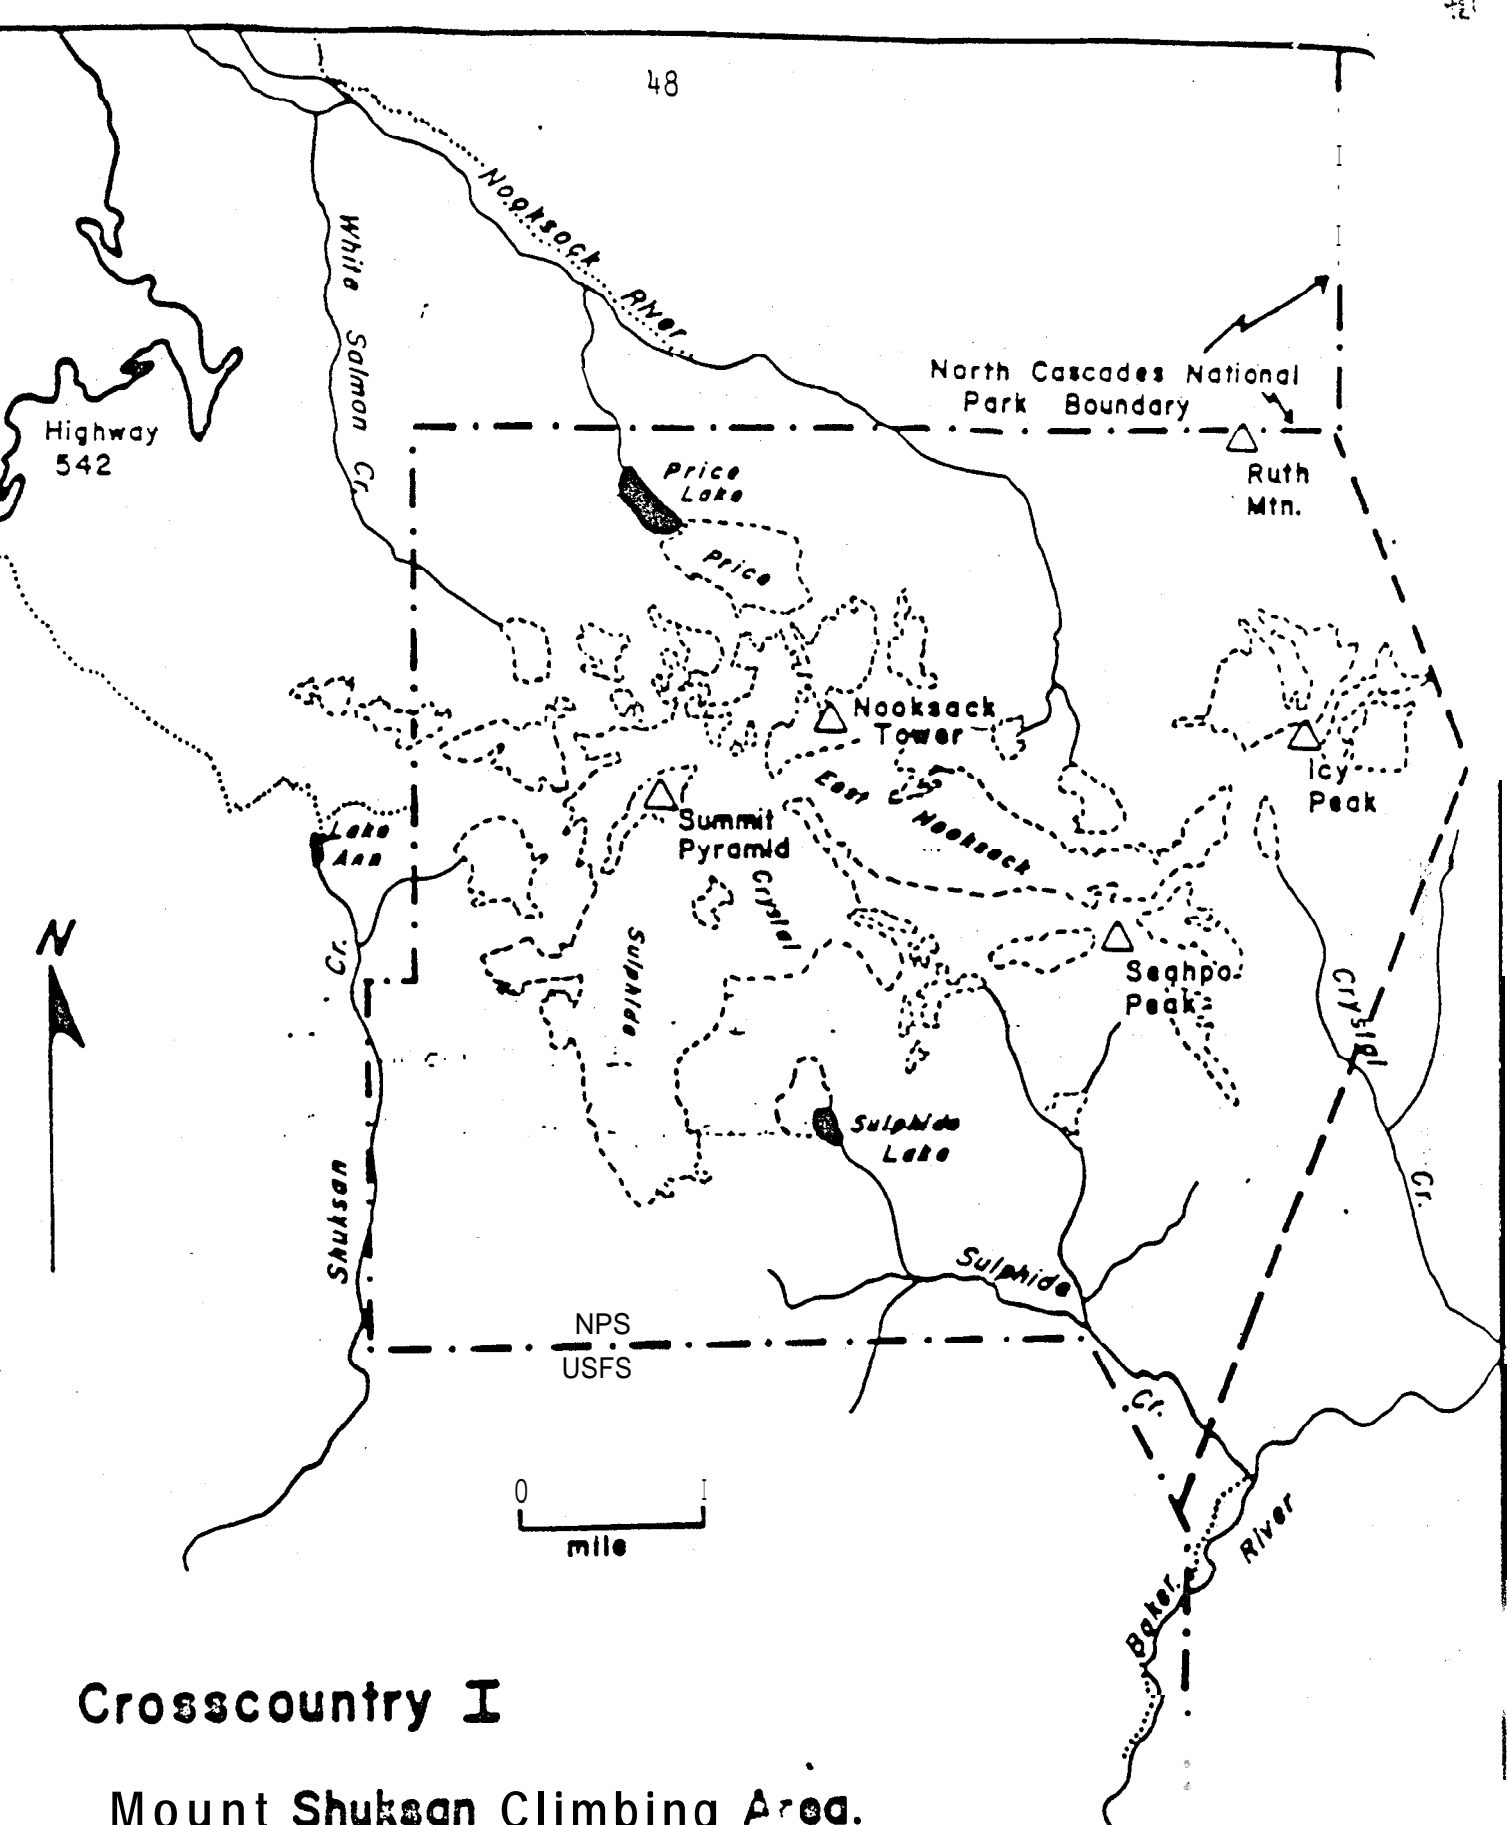 48
Nooksack River
White Salmon Cr.
North Cascades National
Park Boundary
Highway
542
Price
Lake
Ruth
Mtn.
Price
Nooksack
Tower
Icy
Peak
East Nooksack
Summit
Pyramid
Lake
Ann
Crystal
Sulphide
N
Shuksan Cr.
Seahpo
Peak
Crystal Cr.
Sulphide
Lake
Sulphide Cr.
NPS
USFS
0 1
mile
Baker River
Crosscountry I
Mount Shuksan Climbing Area.